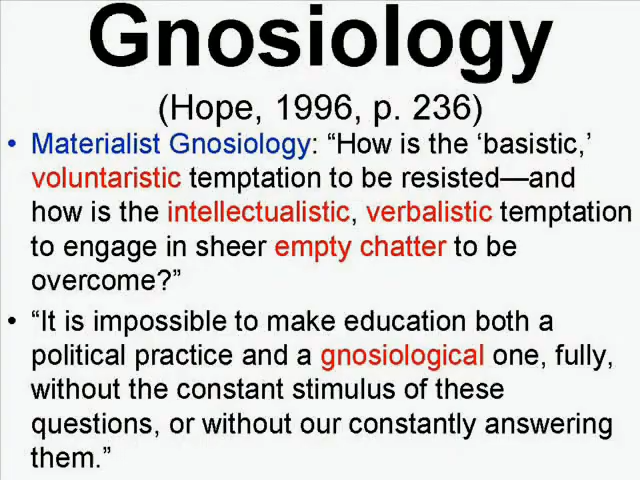 Gnosiology
(Hope, 1996, p. 236)
• Materialist Gnosiology: “How is the ‘basistic,’
voluntaristic temptation to be resisted—and
how is the intellectualistic, verbalistic temptation
to engage in sheer empty chatter to be
overcome?”
• “It is impossible to make education both a
political practice and a gnosiological one, fully,
without the constant stimulus of these
questions, or without our constantly answering
them.”